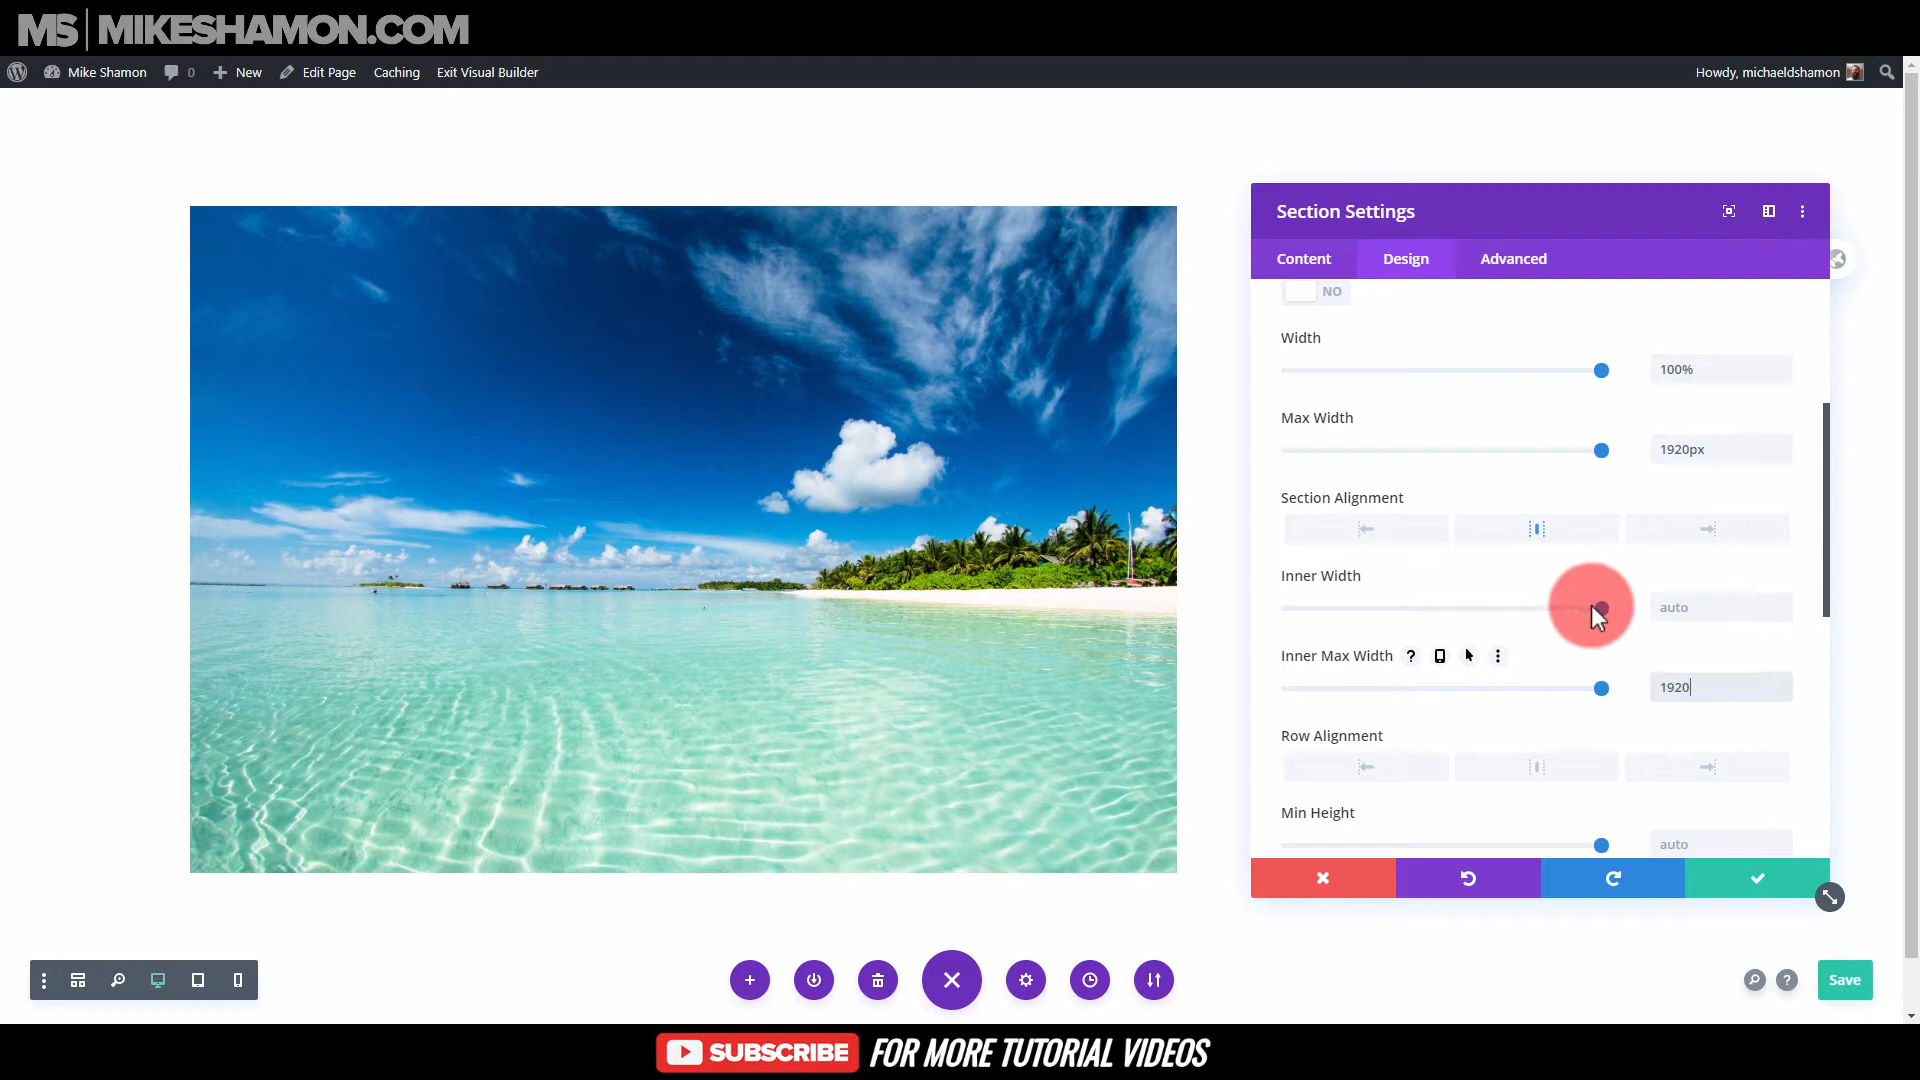 MS | MIKESHAMON.COM
Mike Shamon 0 New Edit Page Caching Exit Visual Builder Howdy, michaeldshamon
Section Settings
Content Design Advanced
NO
Width
100%
Max Width
1920px
Section Alignment
Inner Width
auto
Inner Max Width ?
1920
Row Alignment
Min Height
auto
? Save
SUBSCRIBE FOR MORE TUTORIAL VIDEOS